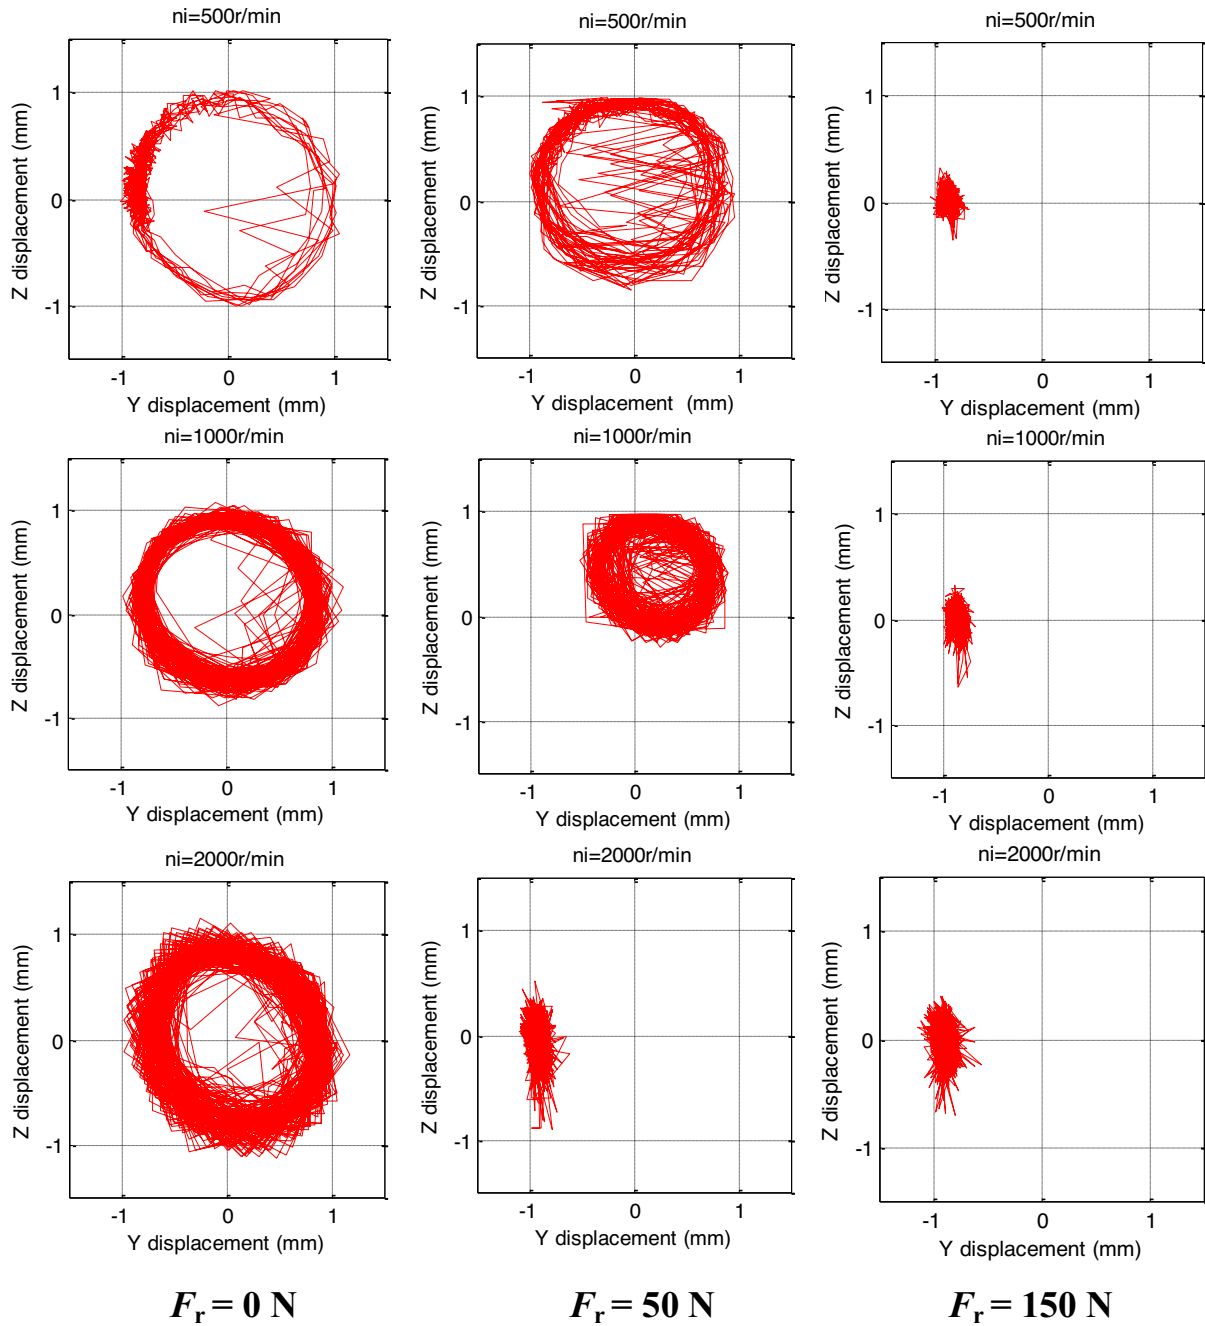 ni=500r/min
Z displacement (mm)
1
0
-1
-1 0 1
Y displacement (mm)
ni=500r/min
Z displacement (mm)
1
0
-1
-1 0 1
Y displacement (mm)
ni=500r/min
Z displacement (mm)
1
0
-1
-1 0 1
Y displacement (mm)
ni=1000r/min
Z displacement (mm)
1
0
-1
-1 0 1
Y displacement (mm)
ni=1000r/min
Z displacement (mm)
1
0
-1
-1 0 1
Y displacement (mm)
ni=1000r/min
Z displacement (mm)
1
0
-1
-1 0 1
Y displacement (mm)
ni=2000r/min
Z displacement (mm)
1
0
-1
-1 0 1
Y displacement (mm)
ni=2000r/min
Z displacement (mm)
1
0
-1
-1 0 1
Y displacement (mm)
ni=2000r/min
Z displacement (mm)
1
0
-1
-1 0 1
Y displacement (mm)
Fr = 0 N
Fr = 50 N
Fr = 150 N